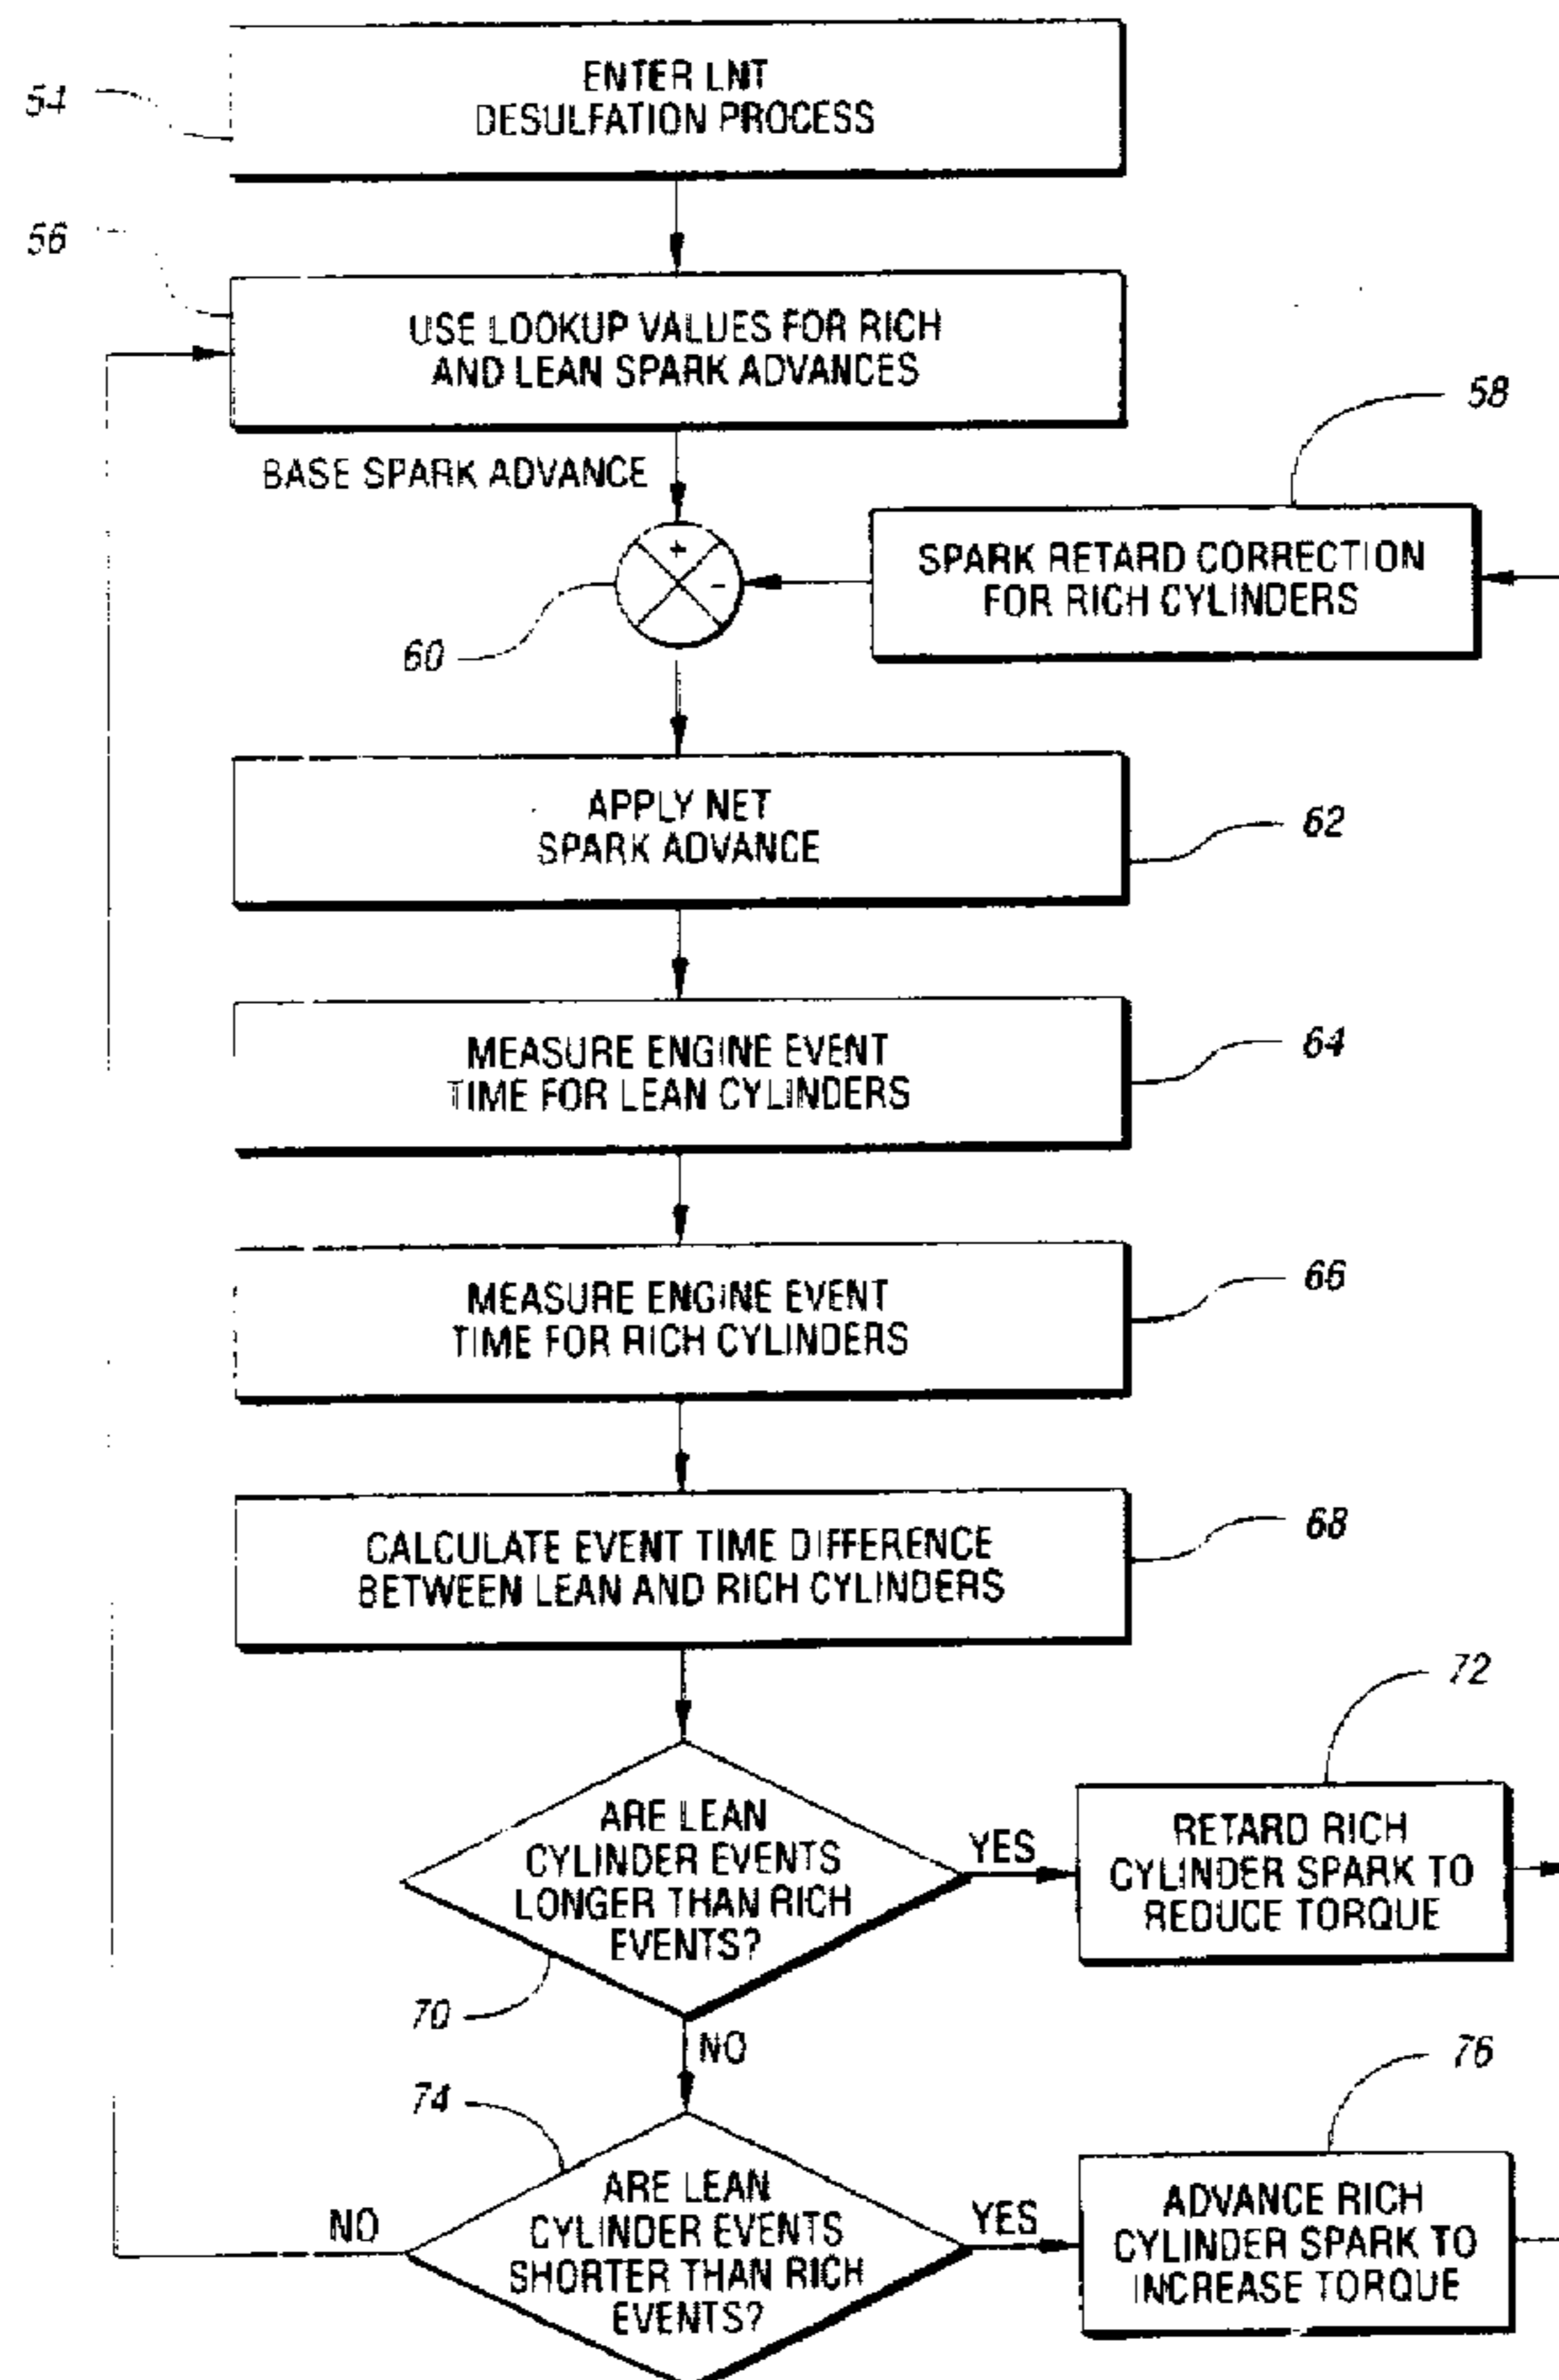 54
ENTER LNT
DESULFATION PROCESS
56
USE LOOKUP VALUES FOR RICH
AND LEAN SPARK ADVANCES
BASE SPARK ADVANCE
58
+
-
SPARK RETARD CORRECTION
FOR RICH CYLINDERS
60
APPLY NET
SPARK ADVANCE
62
MEASURE ENGINE EVENT
TIME FOR LEAN CYLINDERS
64
MEASURE ENGINE EVENT
TIME FOR RICH CYLINDERS
66
CALCULATE EVENT TIME DIFFERENCE
BETWEEN LEAN AND RICH CYLINDERS
68
ARE LEAN
CYLINDER EVENTS
LONGER THAN RICH
EVENTS?
70
YES
72
RETARD RICH
CYLINDER SPARK TO
REDUCE TORQUE
NO
74
ARE LEAN
CYLINDER EVENTS
SHORTER THAN RICH
EVENTS?
NO
YES
76
ADVANCE RICH
CYLINDER SPARK TO
INCREASE TORQUE